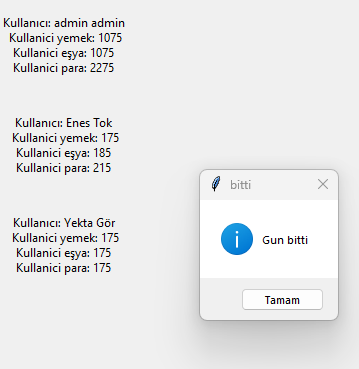 Kullanıcı: admin admin
Kullanici yemek: 1075
Kullanici eşya: 1075
Kullanici para: 2275
Kullanıcı: Enes Tok
Kullanici yemek: 175
Kullanici eşya: 185
Kullanici para: 215
Kullanıcı: Yekta Gör
Kullanici yemek: 175
Kullanici eşya: 175
Kullanici para: 175
bitti
Gun bitti
Tamam